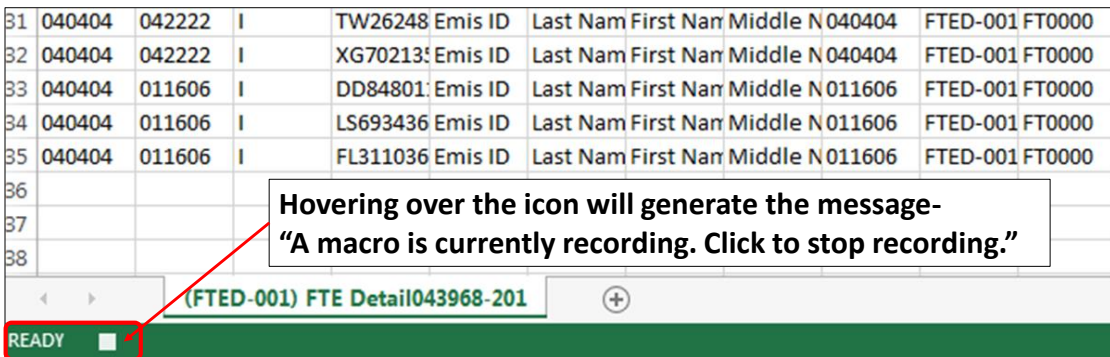 31 040404 042222 I TW26248 Emis ID Last Nam First Nam Middle N 040404 FTED-001 FT0000
32 040404 042222 I XG702135 Emis ID Last Nam First Nam Middle N 040404 FTED-001 FT0000
33 040404 011606 I DD84801 Emis ID Last Nam First Nam Middle N 011606 FTED-001 FT0000
34 040404 011606 I LS693436 Emis ID Last Nam First Nam Middle N 011606 FTED-001 FT0000
35 040404 011606 I FL311036 Emis ID Last Nam First Nam Middle N 011606 FTED-001 FT0000
36
37
38
Hovering over the icon will generate the message-
“A macro is currently recording. Click to stop recording.”
(FTED-001) FTE Detail043968-201
READY